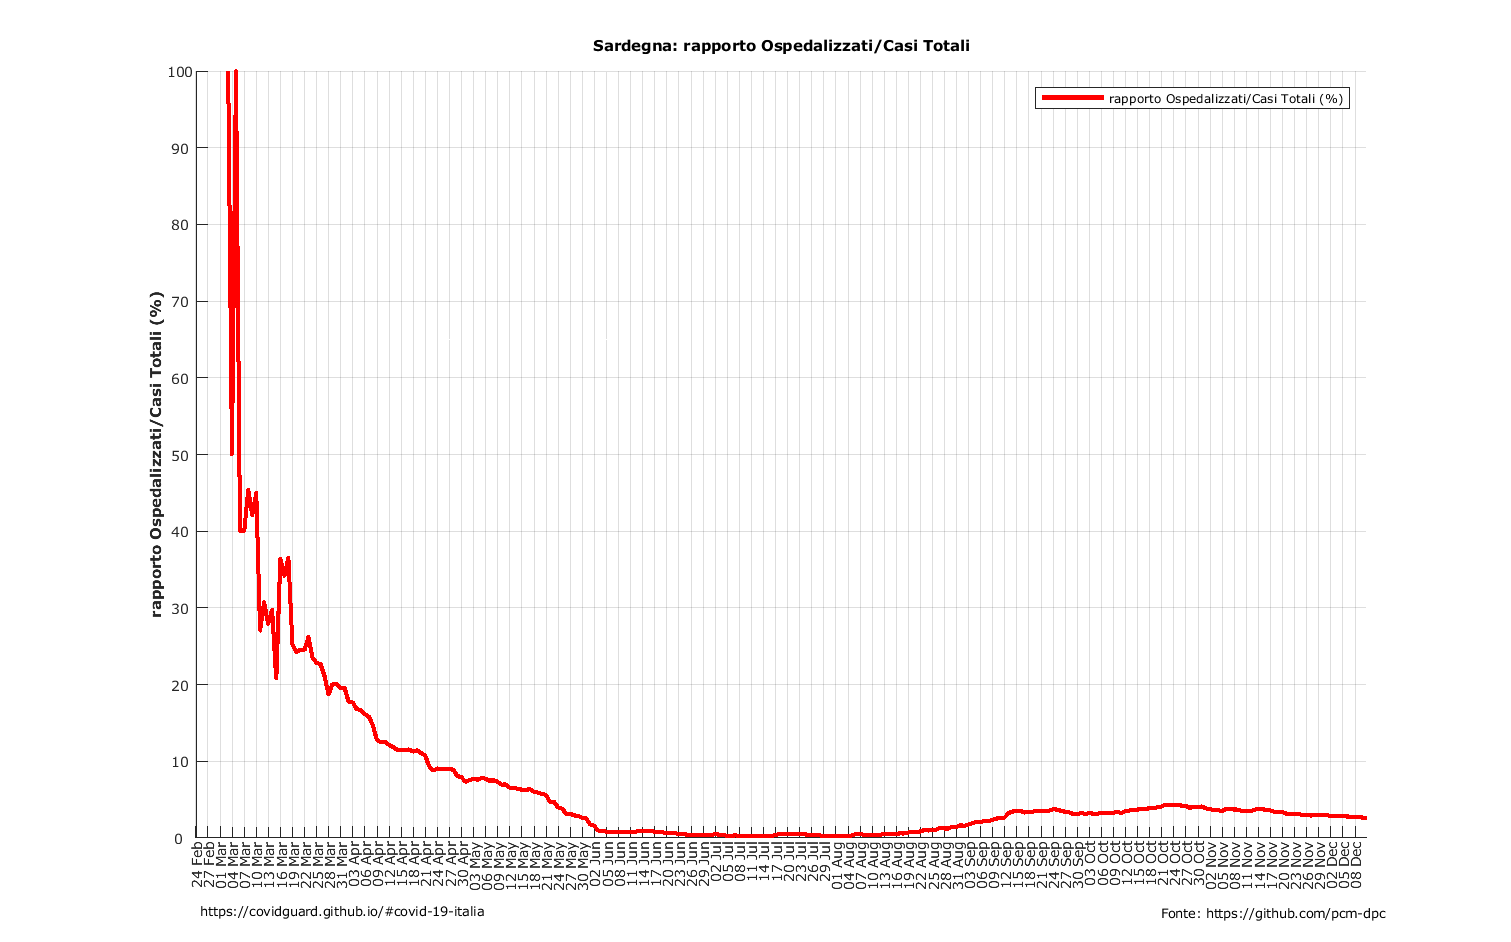 Sardegna: rapporto Ospedalizzati/Casi Totali
rapporto Ospedalizzati/Casi Totali (%)
rapporto Ospedalizzati/Casi Totali (%)
100
90
80
70
60
50
40
30
20
10
0
24 Feb
27 Feb
01 Mar
04 Mar
07 Mar
10 Mar
13 Mar
16 Mar
19 Mar
22 Mar
25 Mar
28 Mar
31 Mar
03 Apr
06 Apr
09 Apr
12 Apr
15 Apr
18 Apr
21 Apr
24 Apr
27 Apr
30 Apr
03 May
06 May
09 May
12 May
15 May
18 May
21 May
24 May
27 May
30 May
02 Jun
05 Jun
08 Jun
11 Jun
14 Jun
17 Jun
20 Jun
23 Jun
26 Jun
29 Jun
02 Jul
05 Jul
08 Jul
11 Jul
14 Jul
17 Jul
20 Jul
23 Jul
26 Jul
29 Jul
01 Aug
04 Aug
07 Aug
10 Aug
13 Aug
16 Aug
19 Aug
22 Aug
25 Aug
28 Aug
31 Aug
03 Sep
06 Sep
09 Sep
12 Sep
15 Sep
18 Sep
21 Sep
24 Sep
27 Sep
30 Sep
03 Oct
06 Oct
09 Oct
12 Oct
15 Oct
18 Oct
21 Oct
24 Oct
27 Oct
30 Oct
02 Nov
05 Nov
08 Nov
11 Nov
14 Nov
17 Nov
20 Nov
23 Nov
26 Nov
29 Nov
02 Dec
05 Dec
08 Dec
https://covidguard.github.io/#covid-19-italia
Fonte: https://github.com/pcm-dpc